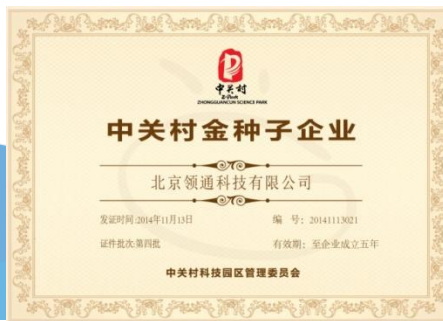 中关村
Z-Park
ZHONGGUANCUN SCIENCE PARK
中关村金种子企业
北京领通科技有限公司
发证时间:2014年11月13日 编 号: 20141113021
证件批次:第四批 有效期: 至企业成立五年
中关村科技园区管理委员会